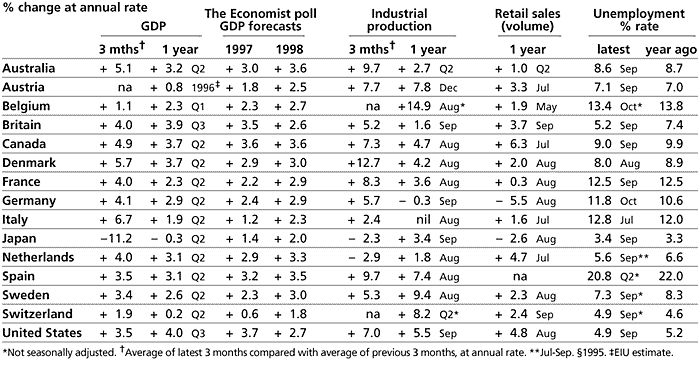 % change at annual rate
GDP The Economist poll GDP forecasts Industrial production Retail sales (volume) Unemployment % rate
3 mths† 1 year 1997 1998 3 mths† 1 year 1 year latest year ago
Australia + 5.1 + 3.2 Q2 + 3.0 + 3.6 + 9.7 + 2.7 Q2 + 1.0 Q2 8.6 Sep 8.7
Austria na + 0.8 1996‡ + 1.8 + 2.5 + 7.7 + 7.8 Dec + 3.3 Jul 7.1 Sep 7.0
Belgium + 1.1 + 2.3 Q1 + 2.3 + 2.7 na +14.9 Aug* + 1.9 May 13.4 Oct* 13.8
Britain + 4.0 + 3.9 Q3 + 3.5 + 2.6 + 5.2 + 1.6 Sep + 3.7 Sep 5.2 Sep 7.4
Canada + 4.9 + 3.7 Q2 + 3.6 + 3.6 + 7.3 + 4.7 Aug + 6.3 Jul 9.0 Sep 9.9
Denmark + 5.7 + 3.7 Q2 + 2.9 + 3.0 +12.7 + 4.2 Aug + 2.0 Aug 8.0 Aug 8.9
France + 4.0 + 2.3 Q2 + 2.2 + 2.9 + 8.3 + 3.6 Aug + 0.3 Aug 12.5 Sep 12.5
Germany + 4.1 + 2.9 Q2 + 2.4 + 2.9 + 5.7 − 0.3 Sep − 5.5 Aug 11.8 Oct 10.6
Italy + 6.7 + 1.9 Q2 + 1.2 + 2.3 + 2.4 nil Aug + 1.6 Jul 12.8 Jul 12.0
Japan −11.2 − 0.3 Q2 + 1.4 + 2.0 − 2.3 + 3.4 Sep − 2.6 Aug 3.4 Sep 3.3
Netherlands + 4.0 + 3.1 Q2 + 2.9 + 3.3 − 2.9 + 1.8 Aug + 4.7 Jul 5.6 Sep** 6.6
Spain + 3.5 + 3.1 Q2 + 3.2 + 3.5 + 9.7 + 7.4 Aug na 20.8 Q2* 22.0
Sweden + 3.4 + 2.6 Q2 + 2.3 + 3.0 + 5.3 + 9.4 Aug + 2.3 Aug 7.3 Sep* 8.3
Switzerland + 1.9 + 0.2 Q2 + 0.6 + 1.8 na + 8.2 Q2* + 2.4 Sep 4.9 Sep* 4.6
United States + 3.5 + 4.0 Q3 + 3.7 + 2.7 + 7.0 + 5.5 Sep + 4.8 Aug 4.9 Sep 5.2
*Not seasonally adjusted. †Average of latest 3 months compared with average of previous 3 months, at annual rate. **Jul-Sep. §1995. ‡EIU estimate.